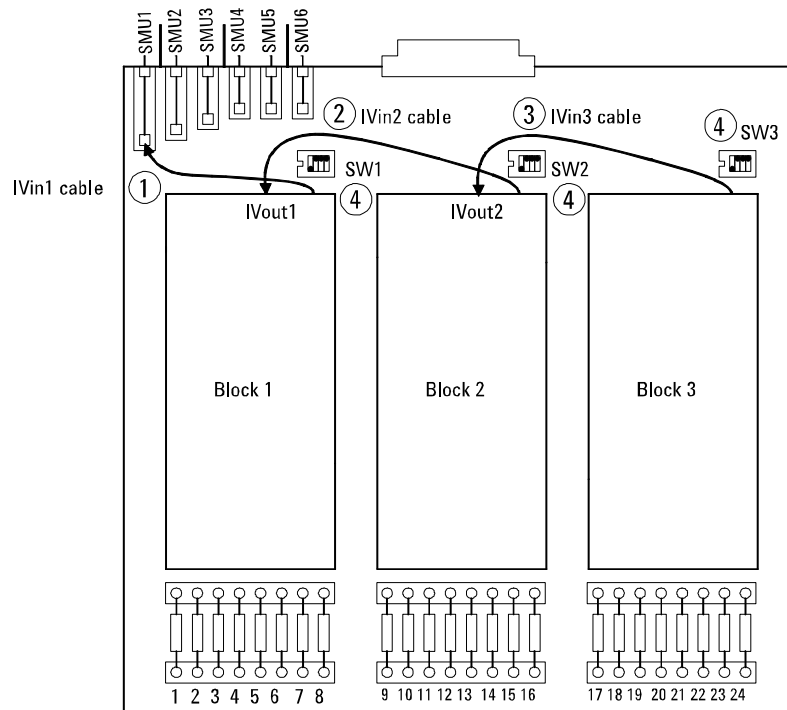 SMU1 SMU2 SMU3 SMU4 SMU5 SMU6
2 IVin2 cable 3 IVin3 cable 4 SW3
IVin1 cable 1 SW1 SW2
4 4
IVout1 IVout2
Block 1 Block 2 Block 3
1 2 3 4 5 6 7 8 9 10 11 12 13 14 15 16 17 18 19 20 21 22 23 24